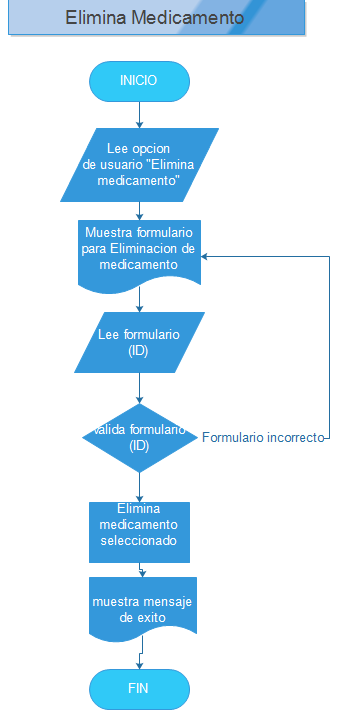 Elimina Medicamento
INICIO
Lee opcion
de usuario "Elimina
medicamento"
Muestra formulario
para Eliminacion de
medicamento
Lee formulario
(ID)
valida formulario
(ID)
Formulario incorrecto
Elimina
medicamento
seleccionado
muestra mensaje
de exito
FIN